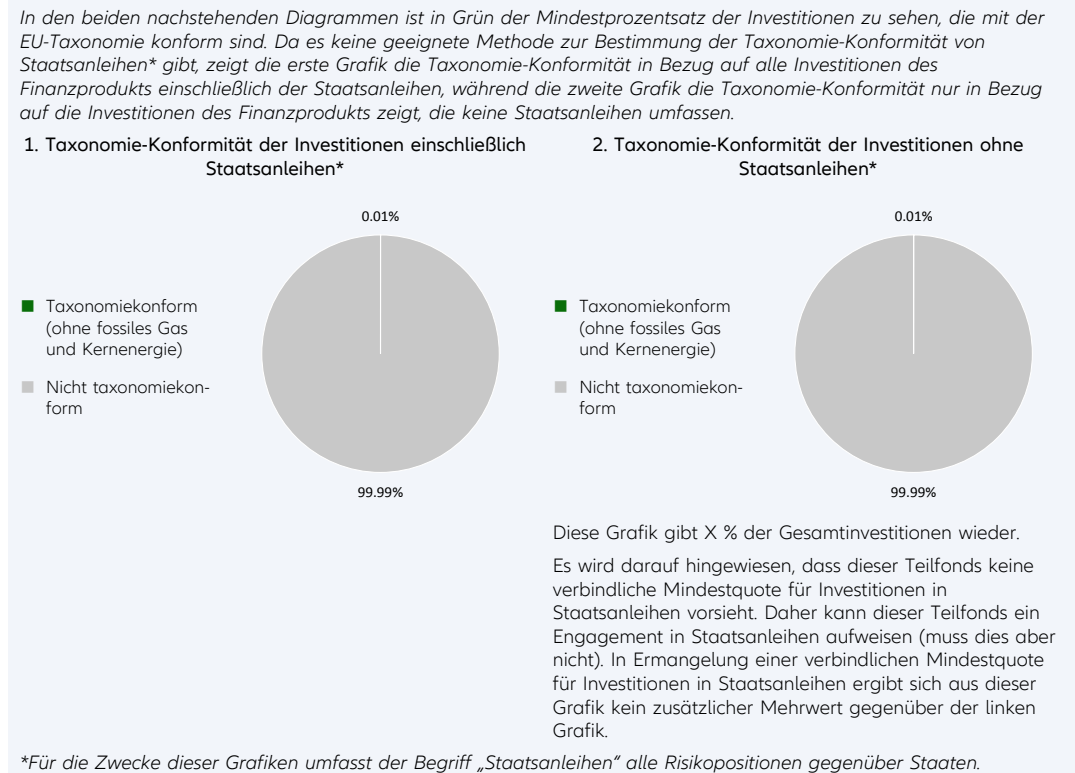 In den beiden nachstehenden Diagrammen ist in Grün der Mindestprozentsatz der Investitionen zu sehen, die mit der
EU-Taxonomie konform sind. Da es keine geeignete Methode zur Bestimmung der Taxonomie-Konformität von
Staatsanleihen* gibt, zeigt die erste Grafik die Taxonomie-Konformität in Bezug auf alle Investitionen des
Finanzprodukts einschließlich der Staatsanleihen, während die zweite Grafik die Taxonomie-Konformität nur in Bezug
auf die Investitionen des Finanzprodukts zeigt, die keine Staatsanleihen umfassen.
1. Taxonomie-Konformität der Investitionen einschließlich
Staatsanleihen*
0.01%
Taxonomiekonform
(ohne fossiles Gas
und Kernenergie)
Nicht taxonomiekon-
form
99.99%
2. Taxonomie-Konformität der Investitionen ohne
Staatsanleihen*
0.01%
Taxonomiekonform
(ohne fossiles Gas
und Kernenergie)
Nicht taxonomiekon-
form
99.99%
Diese Grafik gibt X % der Gesamtinvestitionen wieder.
Es wird darauf hingewiesen, dass dieser Teilfonds keine
verbindliche Mindestquote für Investitionen in
Staatsanleihen vorsieht. Daher kann dieser Teilfonds ein
Engagement in Staatsanleihen aufweisen (muss dies aber
nicht). In Ermangelung einer verbindlichen Mindestquote
für Investitionen in Staatsanleihen ergibt sich aus dieser
Grafik kein zusätzlicher Mehrwert gegenüber der linken
Grafik.
*Für die Zwecke dieser Grafiken umfasst der Begriff „Staatsanleihen“ alle Risikopositionen gegenüber Staaten.